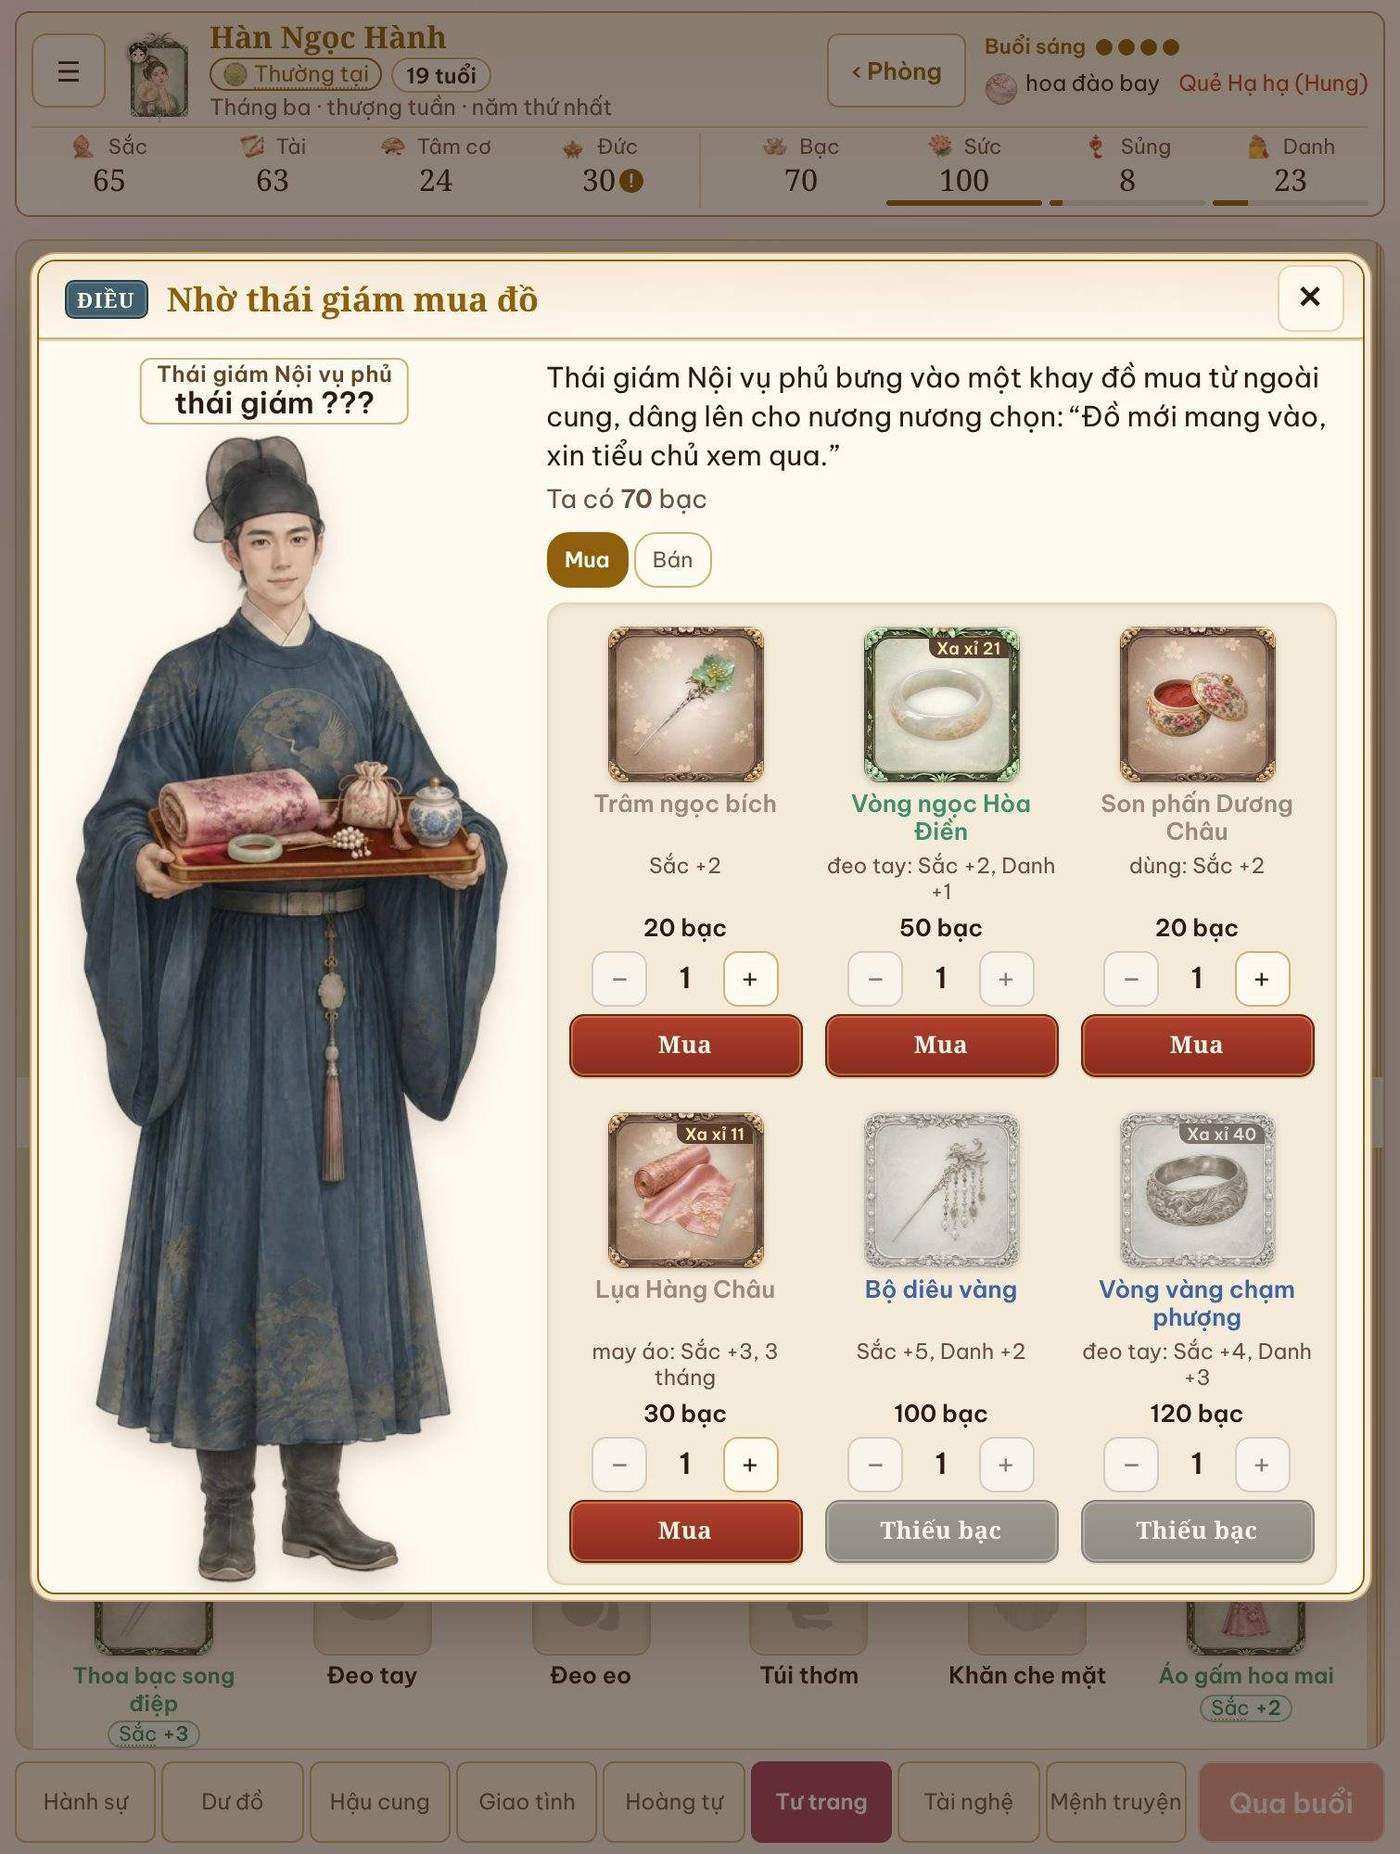 ☰
Hàn Ngọc Hành
Thường tại
19 tuổi
Tháng ba · thượng tuần · năm thứ nhất
‹ Phòng
Buổi sáng
hoa đào bay
Quẻ Hạ hạ (Hung)
Sắc
Tài
Tâm cơ
Đức
Bạc
Sức
Sủng
Danh
65
63
24
30 !
70
100
8
23
ĐIỀU
Nhờ thái giám mua đồ
✕
Thái giám Nội vụ phủ
thái giám ???
Thái giám Nội vụ phủ bưng vào một khay đồ mua từ ngoài
cung, dâng lên cho nương nương chọn: “Đồ mới mang vào,
xin tiểu chủ xem qua.”
Ta có 70 bạc
Mua
Bán
Xa xỉ 21
Trâm ngọc bích
Vòng ngọc Hòa
Điền
Son phấn Dương
Châu
Sắc +2
đeo tay: Sắc +2, Danh
+1
dùng: Sắc +2
20 bạc
50 bạc
20 bạc
− 1 +
− 1 +
− 1 +
Mua
Mua
Mua
Xa xỉ 11
Xa xỉ 40
Lụa Hàng Châu
Bộ diêu vàng
Vòng vàng chạm
phượng
may áo: Sắc +3, 3
tháng
Sắc +5, Danh +2
đeo tay: Sắc +4, Danh
+3
30 bạc
100 bạc
120 bạc
− 1 +
− 1 +
− 1 +
Mua
Thiếu bạc
Thiếu bạc
Thoa bạc song
điệp
Sắc +3
Đeo tay
Đeo eo
Túi thơm
Khăn che mặt
Áo gấm hoa mai
Sắc +2
Hành sự
Dư đồ
Hậu cung
Giao tình
Hoàng tự
Tư trang
Tài nghệ
Mệnh truyện
Qua buổi